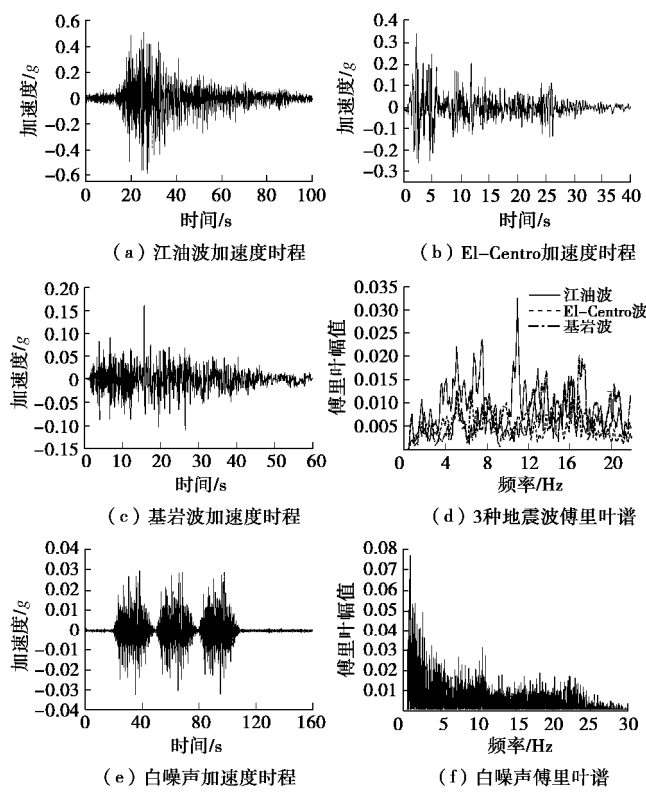 0.6
0.4
0.2
0
-0.2
-0.4
-0.6
加速度/g
0 20 40 60 80 100
时间/s
(a)江油波加速度时程
0.4
0.3
0.2
0.1
0
-0.1
-0.2
-0.3
加速度/g
0 5 10 15 20 25 30 35 40
时间/s
(b)El-Centro加速度时程
0.20
0.15
0.10
0.05
0
-0.05
-0.10
-0.15
加速度/g
0 10 20 30 40 50 60
时间/s
(c)基岩波加速度时程
0.035
0.030
0.025
0.020
0.015
0.010
0.005
傅里叶幅值
江油波
El-Centro波
基岩波
0 4 8 12 16 20
频率/Hz
(d)3种地震波傅里叶谱
0.04
0.03
0.02
0.01
0
-0.01
-0.02
-0.03
-0.04
加速度/g
0 40 80 120 160
时间/s
(e)白噪声加速度时程
0.08
0.07
0.06
0.05
0.04
0.03
0.02
0.01
傅里叶幅值
0 5 10 15 20 25 30
频率/Hz
(f)白噪声傅里叶谱